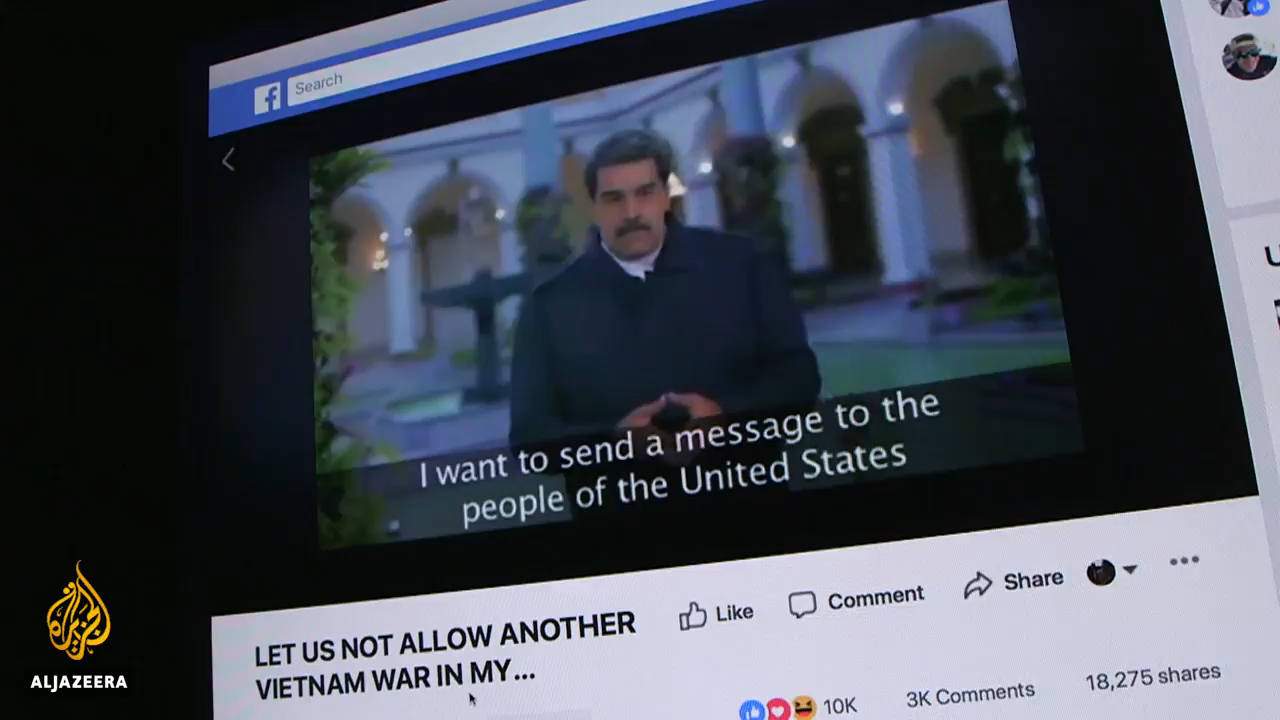 Search
I want to send a message to the
people of the United States
LET US NOT ALLOW ANOTHER
VIETNAM WAR IN MY...
Like
Comment
Share
10K
3K Comments
18,275 shares
الجزيرة
ALJAZEERA